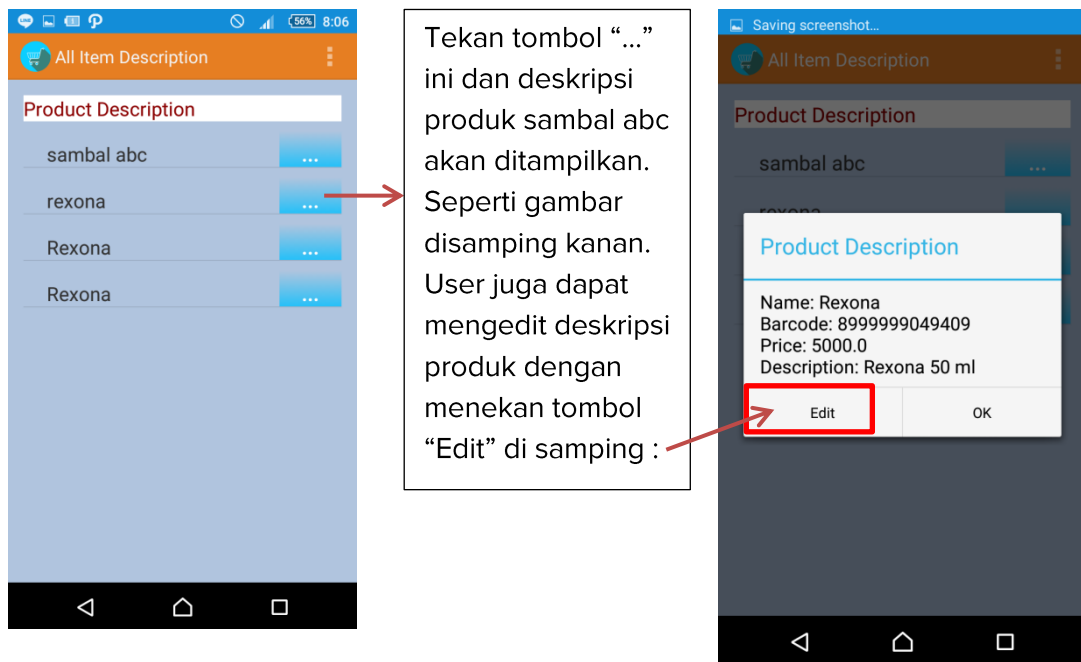 56% 8:06
All Item Description
Product Description
sambal abc
...
rexona
...
Rexona
...
Rexona
...
Tekan tombol “...”
ini dan deskripsi
produk sambal abc
akan ditampilkan.
Seperti gambar
disamping kanan.
User juga dapat
mengedit deskripsi
produk dengan
menekan tombol
“Edit” di samping :
Saving screenshot...
All Item Description
Product Description
sambal abc
...
rexona
Product Description
Name: Rexona
Barcode: 8999999049409
Price: 5000.0
Description: Rexona 50 ml
Edit
OK